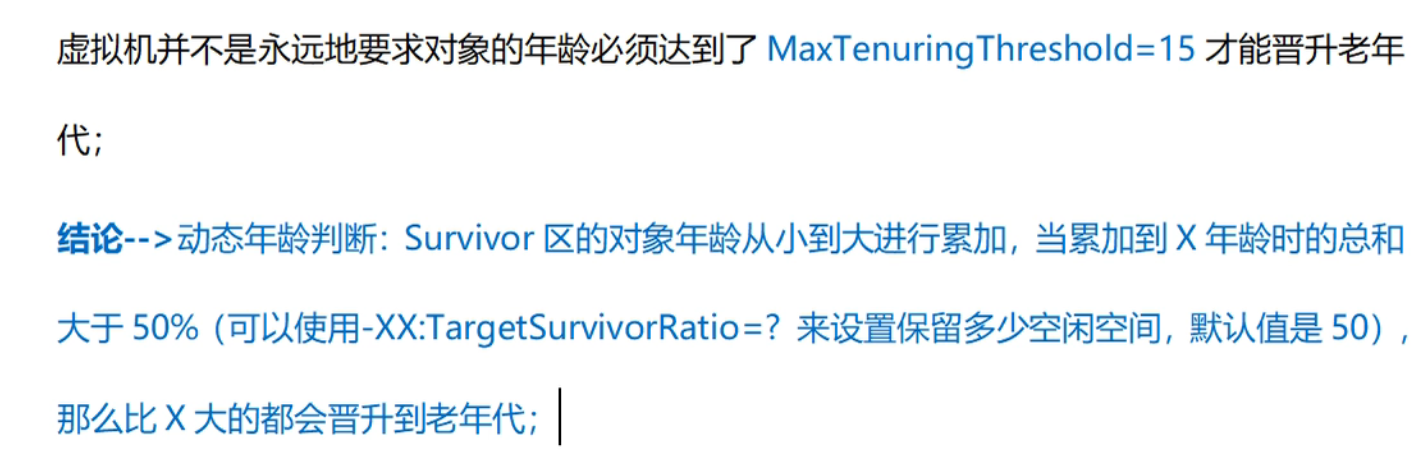 虚拟机并不是永远地要求对象的年龄必须达到了 MaxTenuringThreshold=15 才能晋升老年
代；
结论-->动态年龄判断：Survivor 区的对象年龄从小到大进行累加，当累加到 X 年龄时的总和
大于 50%（可以使用-XX:TargetSurvivorRatio=？来设置保留多少空闲空间，默认值是 50），
那么比 X 大的都会晋升到老年代；